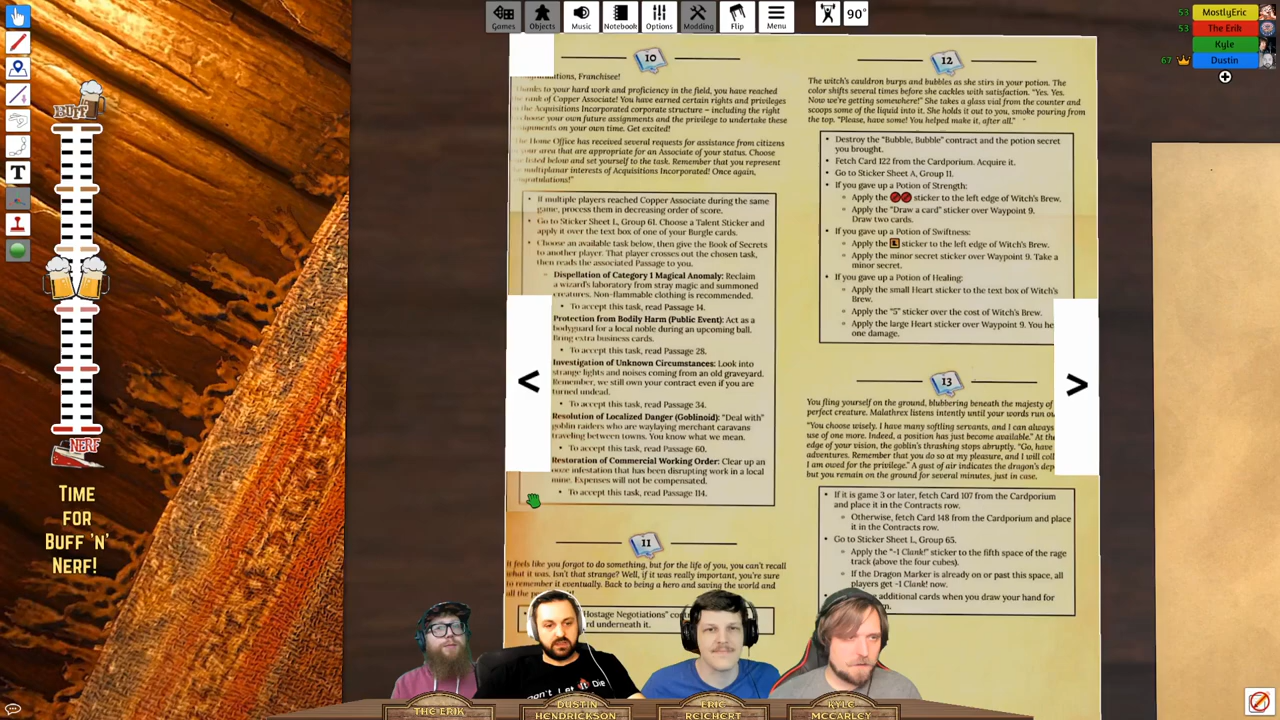 Games
Objects
Music
Notebook
Options
Modding
Flip
Menu
90°
53 MostlyEric
53 The Erik
Kyle
67 Dustin
T
BUFF
NERF
TIME
FOR
BUFF 'N'
NERF!
10
Franchisee!
to your hard work and proficiency in the field, you have reached
rank of Copper Associate! You have earned certain rights and privileges
the Acquisitions Incorporated corporate structure – including the right
choose your own future assignments and the privilege to undertake these
on your own time. Get excited!
Home Office has received several requests for assistance from citizens
area that are appropriate for an Associate of your status. Choose
listed below and set yourself to the task. Remember that you represent
multiplanar interests of Acquisitions Incorporated! Once again,
• If multiple players reached Copper Associate during the same
game, process them in decreasing order of score.
• Go to Sticker Sheet L, Group 61. Choose a Talent Sticker and
apply it over the text box of one of your Burgle cards.
• Choose an available task below, then give the Book of Secrets
to another player. That player crosses out the chosen task,
then reads the associated Passage to you.
Dispellation of Category 1 Magical Anomaly: Reclaim
a wizard's laboratory from stray magic and summoned
creatures. Non-flammable clothing is recommended.
• To accept this task, read Passage 14.
Protection from Bodily Harm (Public Event): Act as a
bodyguard for a local noble during an upcoming ball.
Bring extra business cards.
• To accept this task, read Passage 28.
Investigation of Unknown Circumstances: Look into
strange lights and noises coming from an old graveyard.
Remember, we still own your contract even if you are
turned undead.
• To accept this task, read Passage 34.
Resolution of Localized Danger (Goblinoid): "Deal with"
goblin raiders who are waylaying merchant caravans
traveling between towns. You know what we mean.
• To accept this task, read Passage 60.
Restoration of Commercial Working Order: Clear up an
ooze infestation that has been disrupting work in a local
mine. Expenses will not be compensated.
• To accept this task, read Passage 114.
11
It feels like you forgot to do something, but for the life of you, you can't recall
what it was. Isn't that strange? Well, if it was really important, you're sure
to remember it eventually. Back to being a hero and saving the world and
all the
Hostage Negotiations"
underneath it.
12
The witch's cauldron burps and bubbles as she stirs in your potion. The
color shifts several times before she cackles with satisfaction. "Yes. Yes.
Now we're getting somewhere!" She takes a glass vial from the counter and
scoops some of the liquid into it. She holds it out to you, smoke pouring from
the top. "Please, have some! You helped make it, after all."
• Destroy the "Bubble, Bubble" contract and the potion secret
you brought.
• Fetch Card 122 from the Cardporium. Acquire it.
• Go to Sticker Sheet A, Group 11.
• If you gave up a Potion of Strength:
Apply the sticker to the left edge of Witch's Brew.
Apply the "Draw a card" sticker over Waypoint 9.
Draw two cards.
• If you gave up a Potion of Swiftness:
Apply the sticker to the left edge of Witch's Brew.
Apply the minor secret sticker over Waypoint 9. Take a
minor secret.
• If you gave up a Potion of Healing:
Apply the small Heart sticker to the text box of Witch's
Brew.
Apply the "5" sticker over the cost of Witch's Brew.
Apply the large Heart sticker over Waypoint 9. You he
one damage.
13
You fling yourself on the ground, blubbering beneath the majesty of
perfect creature. Malathrex listens intently until your words run ou
"You choose wisely. I have many softling servants, and I can always
use of one more. Indeed, a position has just become available." At the
edge of your vision, the goblin's thrashing stops abruptly. "Go, have
adventures. Remember that you do so at my pleasure, and I will coll
I am owed for the privilege." A gust of air indicates the dragon's dep
but you remain on the ground for several minutes, just in case.
• If it is game 3 or later, fetch Card 107 from the Cardporium
and place it in the Contracts row.
Otherwise, fetch Card 148 from the Cardporium and place
it in the Contracts row.
• Go to Sticker Sheet L, Group 65.
Apply the "-1 Clank!" sticker to the fifth space of the rage
track (above the four cubes).
If the Dragon Marker is already on or past this space, all
players get -1 Clank! now.
additional cards when you draw your hand for
<
>
Don't Let It Die
THE ERIK
DUSTIN
HENDRICKSON
ERIC
REICHERT
KYLE
MCCARLEY